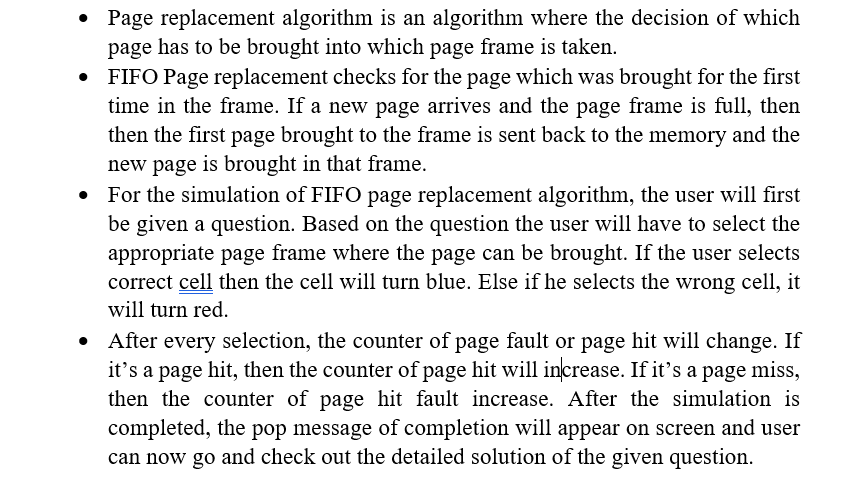 • Page replacement algorithm is an algorithm where the decision of which
page has to be brought into which page frame is taken.
• FIFO Page replacement checks for the page which was brought for the first
time in the frame. If a new page arrives and the page frame is full, then
then the first page brought to the frame is sent back to the memory and the
new page is brought in that frame.
• For the simulation of FIFO page replacement algorithm, the user will first
be given a question. Based on the question the user will have to select the
appropriate page frame where the page can be brought. If the user selects
correct cell then the cell will turn blue. Else if he selects the wrong cell, it
will turn red.
• After every selection, the counter of page fault or page hit will change. If
it’s a page hit, then the counter of page hit will increase. If it’s a page miss,
then the counter of page hit fault increase. After the simulation is
completed, the pop message of completion will appear on screen and user
can now go and check out the detailed solution of the given question.